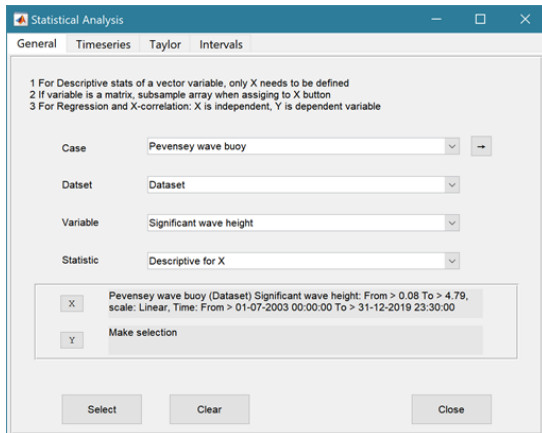 Statistical Analysis
General Timeseries Taylor Intervals
1 For Descriptive stats of a vector variable, only X needs to be defined
2 If variable is a matrix, subsample array when assiging to X button
3 For Regression and X-correlation: X is independent, Y is dependent variable
Case Pevensey wave buoy →
Datset Dataset
Variable Significant wave height
Statistic Descriptive for X
X Pevensey wave buoy (Dataset) Significant wave height: From > 0.08 To > 4.79,
scale: Linear, Time: From > 01-07-2003 00:00:00 To > 31-12-2019 23:30:00
Y Make selection
Select Clear Close